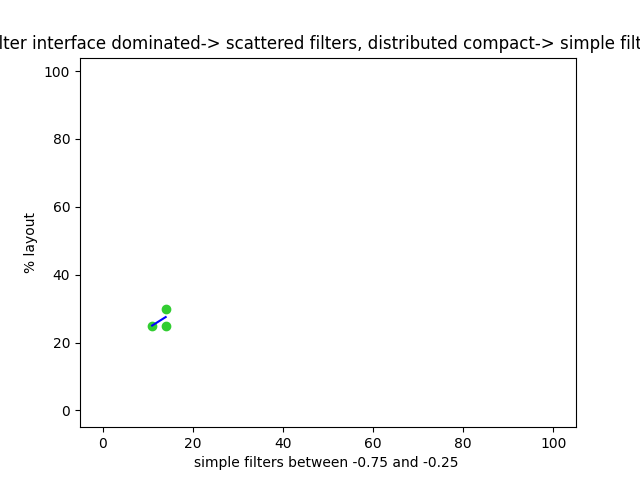 lter interface dominated-> scattered filters, distributed compact-> simple filt
100
80
60
40
20
0
% layout
0 20 40 60 80 100
simple filters between -0.75 and -0.25